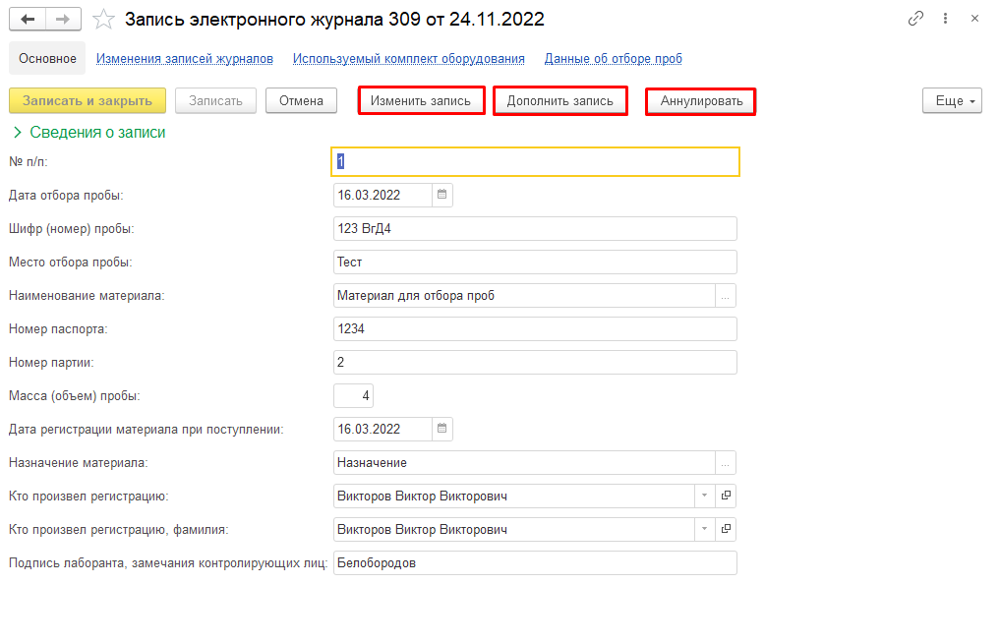 Запись электронного журнала 309 от 24.11.2022
Основное Изменения записей журналов Используемый комплект оборудования Данные об отборе проб
Записать и закрыть Записать Отмена Изменить запись Дополнить запись Аннулировать Еще
Сведения о записи
№ п/п: 1
Дата отбора пробы: 16.03.2022
Шифр (номер) пробы: 123 ВгД4
Место отбора пробы: Тест
Наименование материала: Материал для отбора проб ...
Номер паспорта: 1234
Номер партии: 2
Масса (объем) пробы: 4
Дата регистрации материала при поступлении: 16.03.2022
Назначение материала: Назначение ...
Кто произвел регистрацию: Викторов Виктор Викторович
Кто произвел регистрацию, фамилия: Викторов Виктор Викторович
Подпись лаборанта, замечания контролирующих лиц: Белобородов